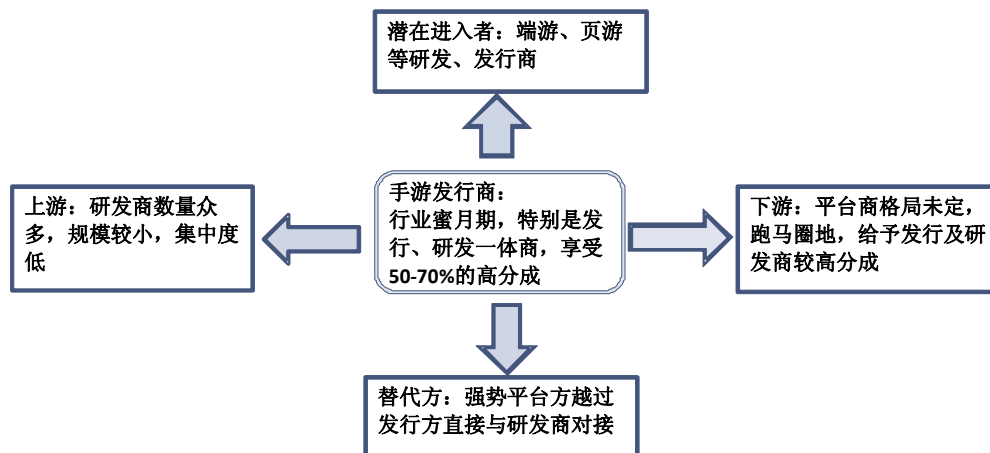 潜在进入者：端游、页游
等研发、发行商
上游：研发商数量众
多，规模较小，集中度
低
手游发行商：
行业蜜月期，特别是发
行、研发一体商，享受
50-70%的高分成
下游：平台商格局未定，
跑马圈地，给予发行及研
发商较高分成
替代方：强势平台方越过
发行方直接与研发商对接